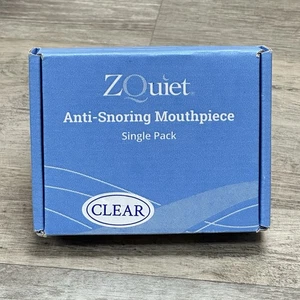 ZQuiet
Anti-Snoring Mouthpiece
Single Pack
CLEAR